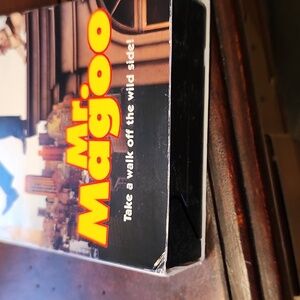 Mr.
Magoo
Take a walk off the wild side!